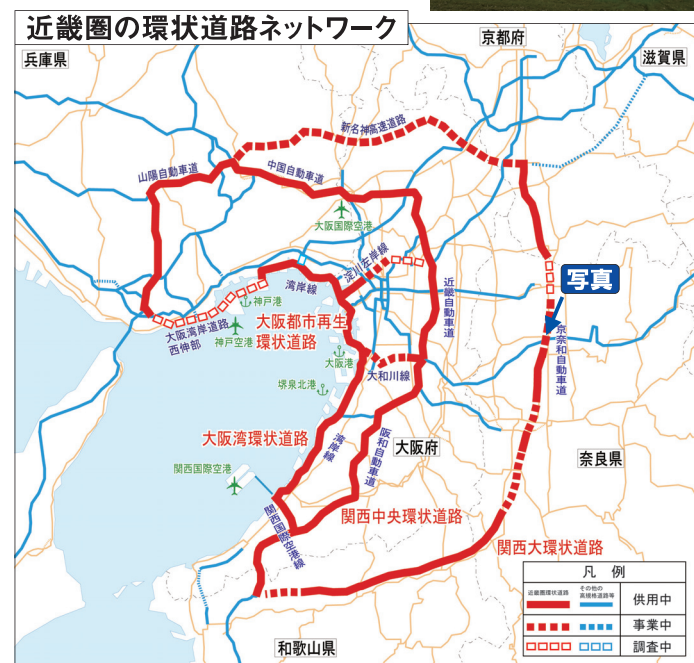 近畿圏の環状道路ネットワーク
兵庫県
京都府
滋賀県
新名神高速道路
山陽自動車道
中国自動車道
大阪国際空港
淀川左岸線
近畿自動車道
写真
湾岸線
神戸港
大阪湾岸道路
西伸部
神戸空港
大阪都市再生
環状道路
大阪港
大和川線
京奈和自動車道
堺泉北港
大阪湾環状道路
湾岸線
阪和自動車道
大阪府
奈良県
関西国際空港
関西国際空港線
関西中央環状道路
関西大環状道路
和歌山県
凡 例
近畿圏環状道路
その他の
高規格道路等
供用中
事業中
調査中